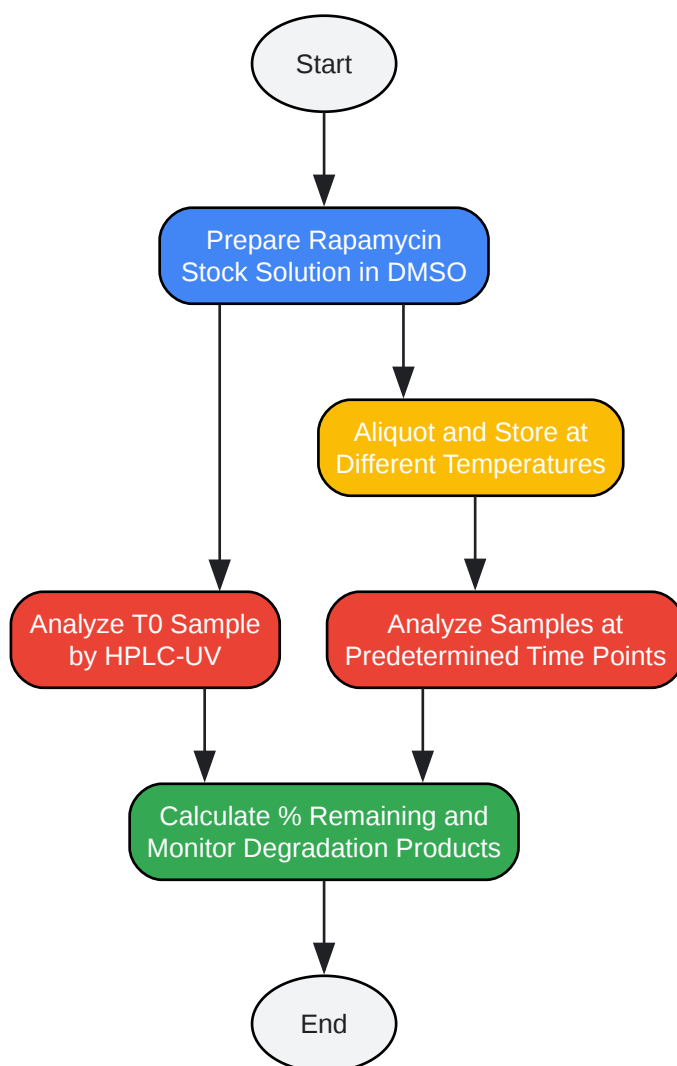 Start
Prepare Rapamycin
Stock Solution in DMSO
Aliquot and Store at
Different Temperatures
Analyze T0 Sample
by HPLC-UV
Analyze Samples at
Predetermined Time Points
Calculate % Remaining and
Monitor Degradation Products
End